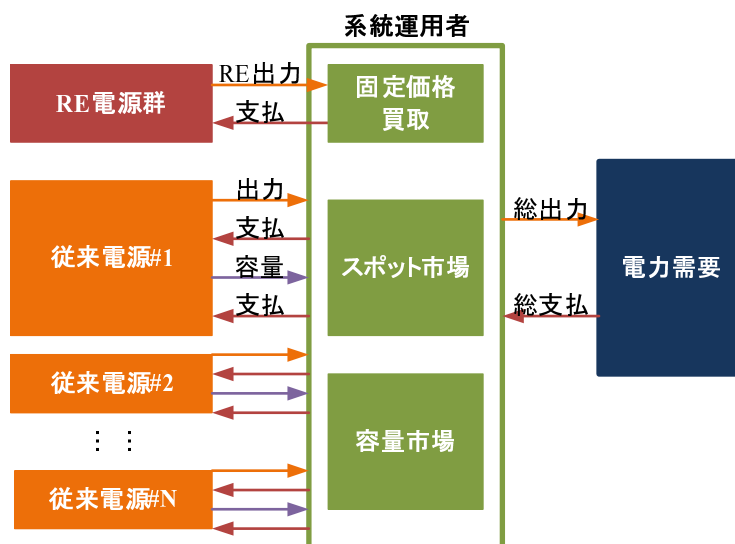 系統運用者
RE電源群
RE出力
支払
固定価格
買取
従来電源#1
出力
支払
容量
支払
スポット市場
総出力
総支払
電力需要
従来電源#2
容量市場
⋮ ⋮
従来電源#N